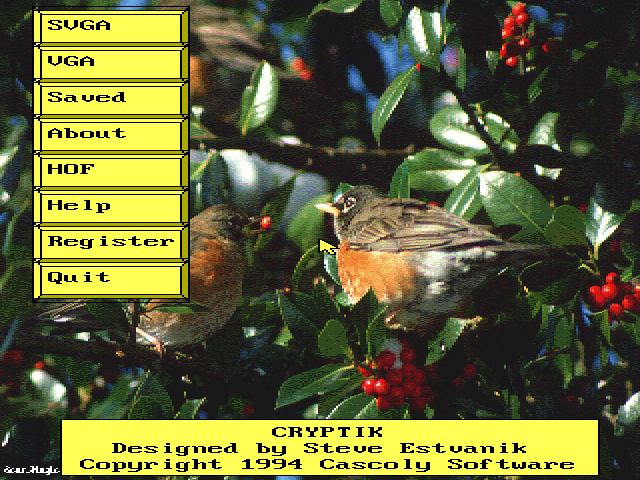 SVGA
VGA
Saved
About
HOF
Help
Register
Quit
CRYPTIK
Designed by Steve Estvanik
Copyright 1994 Cascoly Software